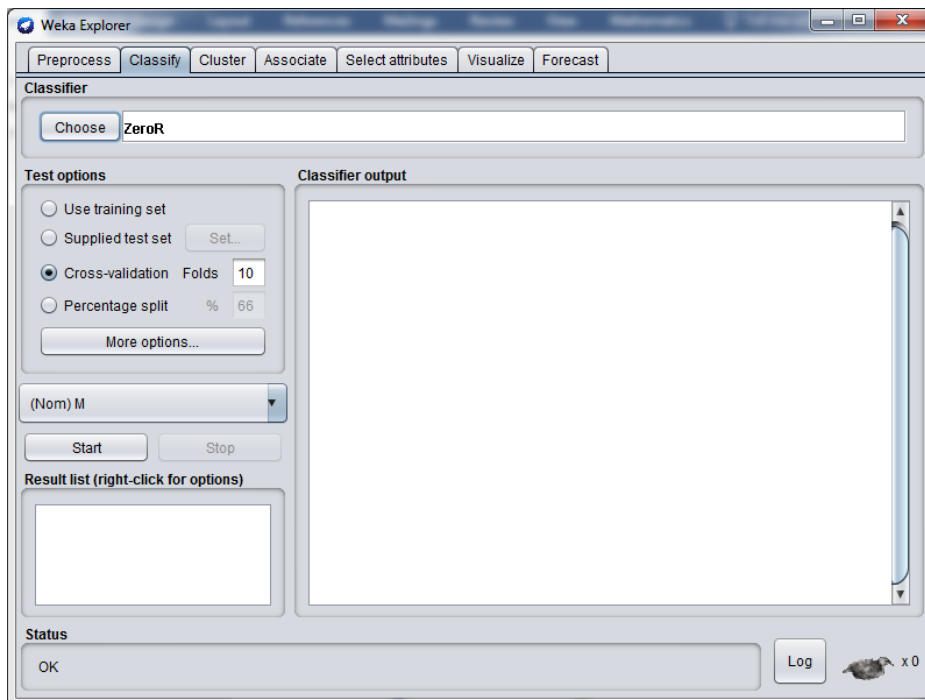 Weka Explorer
Preprocess Classify Cluster Associate Select attributes Visualize Forecast
Classifier
Choose ZeroR
Test options
Use training set
Supplied test set Set...
Cross-validation Folds 10
Percentage split % 66
More options...
(Nom) M
Start Stop
Result list (right-click for options)
Classifier output
Status
OK
Log
x 0